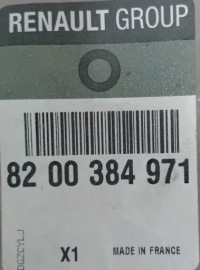 RENAULT GROUP
82 00 384 971
X1 MADE IN FRANCE